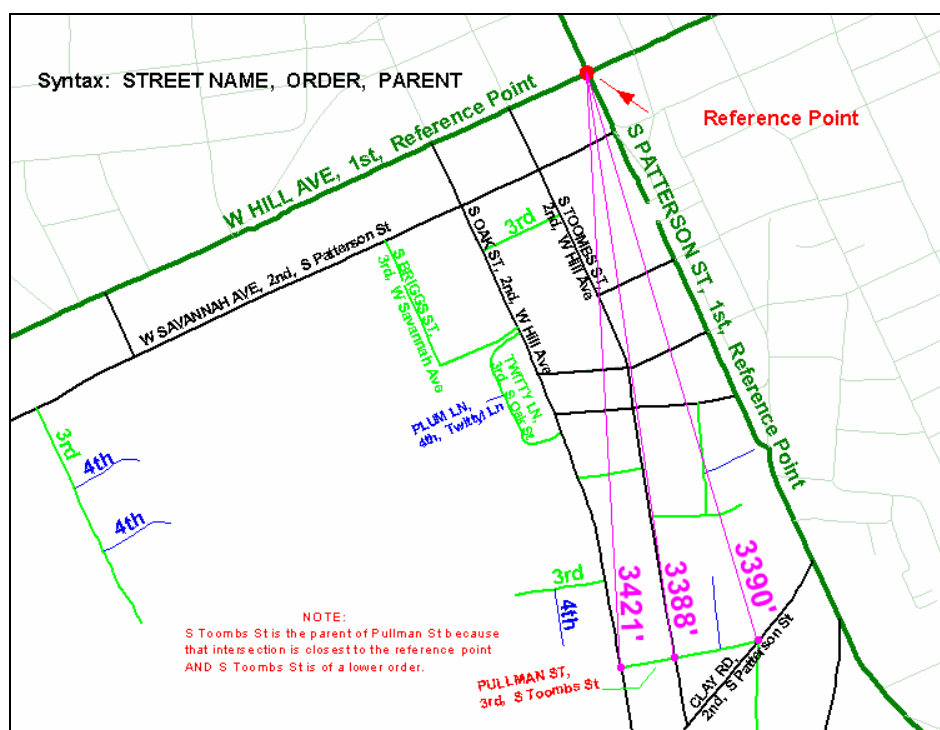 Syntax: STREET NAME, ORDER, PARENT
Reference Point
W HILL AVE, 1st, Reference Point
S PATTERSON ST, 1st, Reference Point
W SAVANNAH AVE, 2nd, S Patterson St
S BRIGGS ST,
3rd, W Savannah Ave
S OAK ST, 2nd, W Hill Ave
3rd
S TOOMBS ST,
2nd, W Hill Ave
TWITTY LN,
3rd, S Oak St
PLUM LN,
4th, Twittyl Ln
3rd
4th
4th
3rd
4th
3421'
3388'
3390'
NOTE:
S Toombs St is the parent of Pullman St because
that intersection is closest to the reference point
AND S Toombs St is of a lower order.
PULLMAN ST,
3rd, S Toombs St
CLAY RD,
2nd, S Patterson St